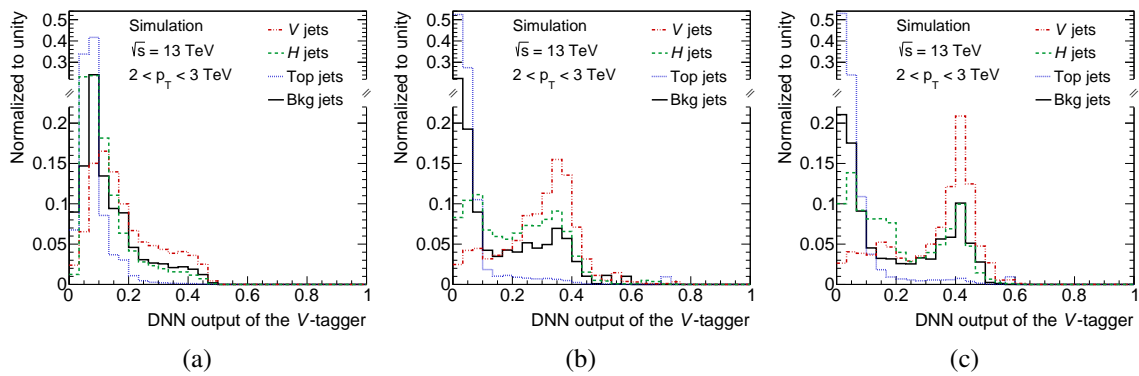 Normalized to unity
0.5
0.4
0.3
0.2
0.15
0.1
0.05
0
Simulation
√s = 13 TeV
2 < p_T < 3 TeV
V jets
H jets
Top jets
Bkg jets
0 0.2 0.4 0.6 0.8 1
DNN output of the V-tagger
(a)
Normalized to unity
0.5
0.4
0.3
0.2
0.15
0.1
0.05
0
Simulation
√s = 13 TeV
2 < p_T < 3 TeV
V jets
H jets
Top jets
Bkg jets
0 0.2 0.4 0.6 0.8 1
DNN output of the V-tagger
(b)
Normalized to unity
0.5
0.4
0.3
0.2
0.15
0.1
0.05
0
Simulation
√s = 13 TeV
2 < p_T < 3 TeV
V jets
H jets
Top jets
Bkg jets
0 0.2 0.4 0.6 0.8 1
DNN output of the V-tagger
(c)